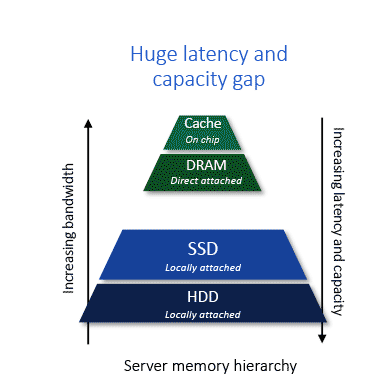 Huge latency and
capacity gap
Cache
On chip
DRAM
Direct attached
SSD
Locally attached
HDD
Locally attached
Increasing bandwidth
Increasing latency and capacity
Server memory hierarchy